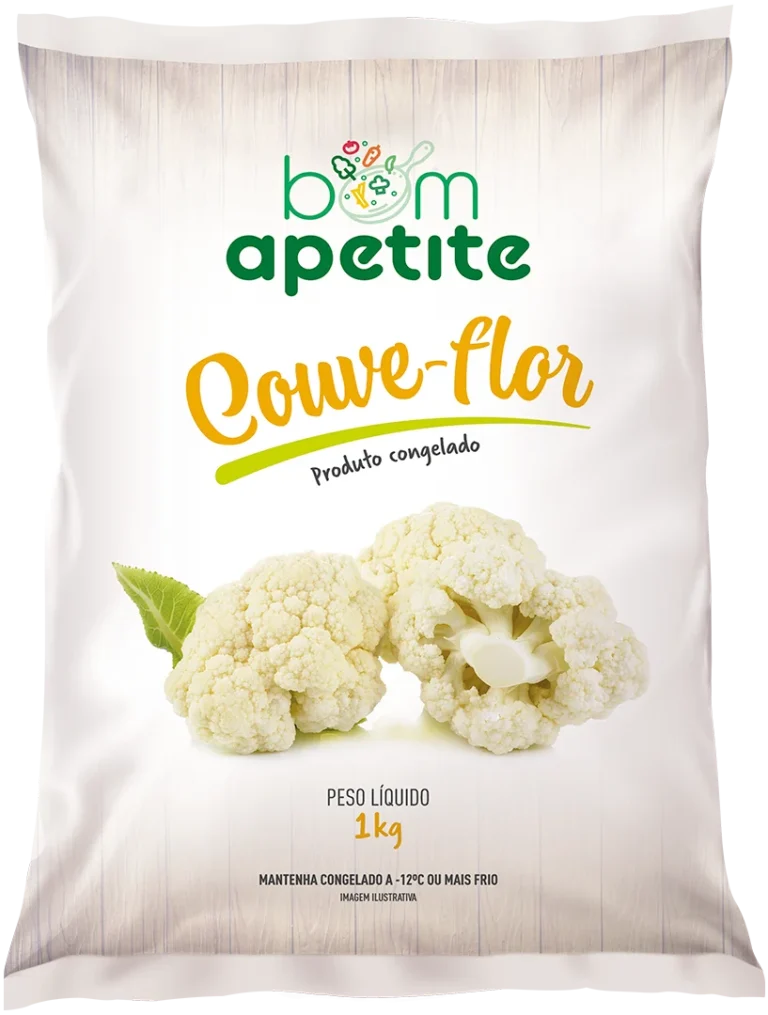 bom
apetite
Couve-flor
Produto congelado
PESO LÍQUIDO
1kg
MANTENHA CONGELADO A -12ºC OU MAIS FRIO
IMAGEM ILUSTRATIVA